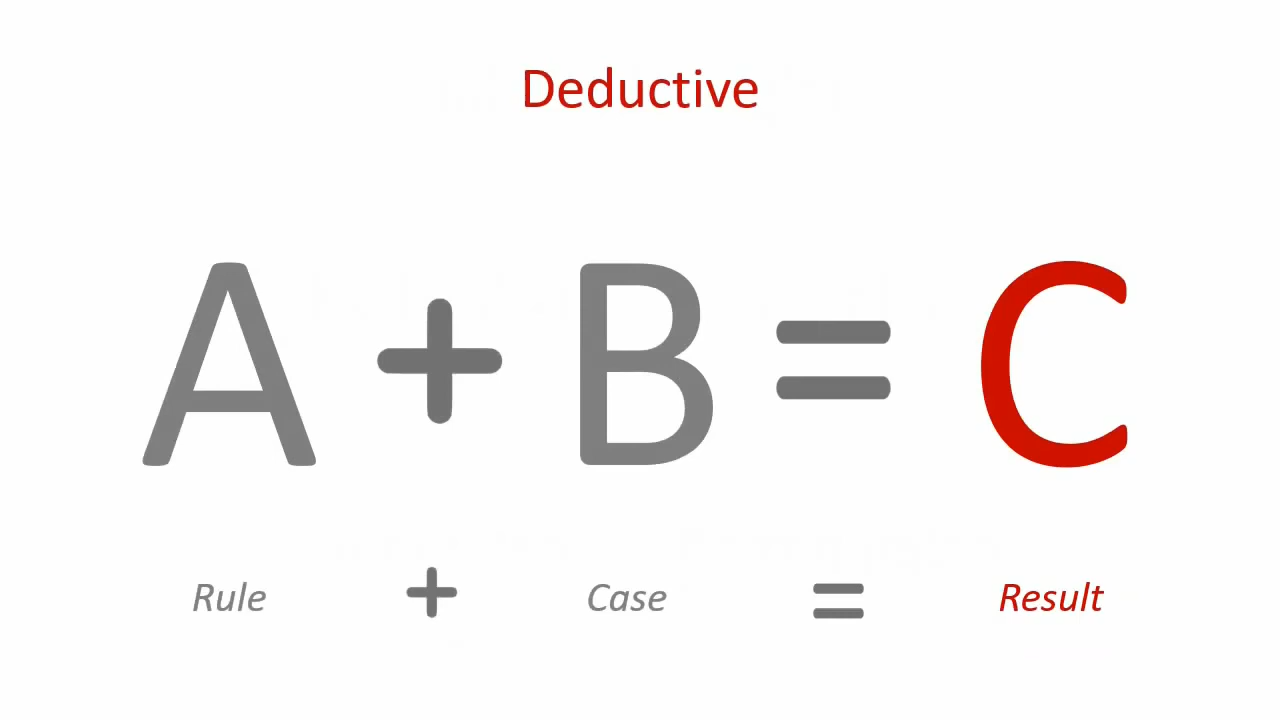 Deductive
A + B = C
Rule + Case = Result